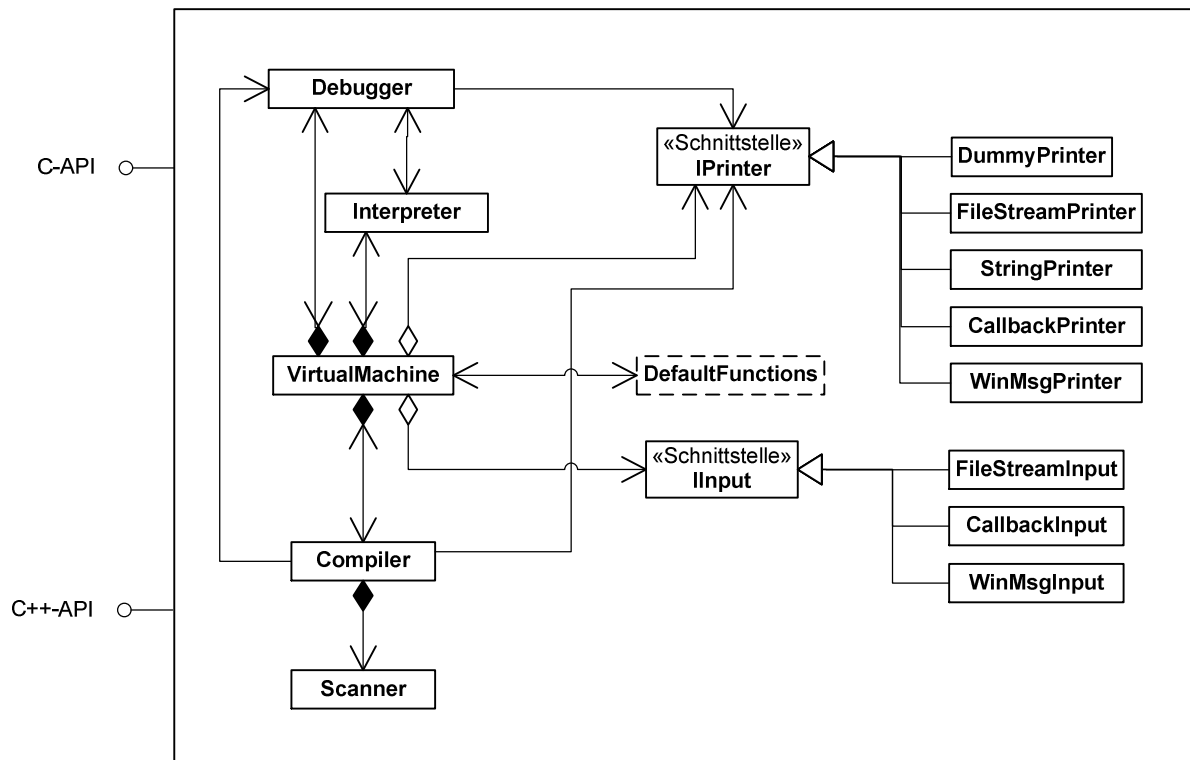 Debugger
C-API
«Schnittstelle»
IPrinter
DummyPrinter
Interpreter
FileStreamPrinter
StringPrinter
CallbackPrinter
VirtualMachine
DefaultFunctions
WinMsgPrinter
«Schnittstelle»
IInput
FileStreamInput
CallbackInput
Compiler
WinMsgInput
C++-API
Scanner